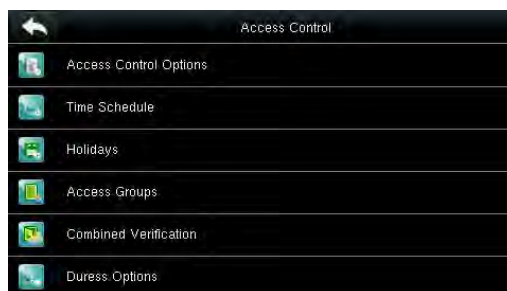 Access Control
Access Control Options
Time Schedule
Holidays
Access Groups
Combined Verification
Duress Options